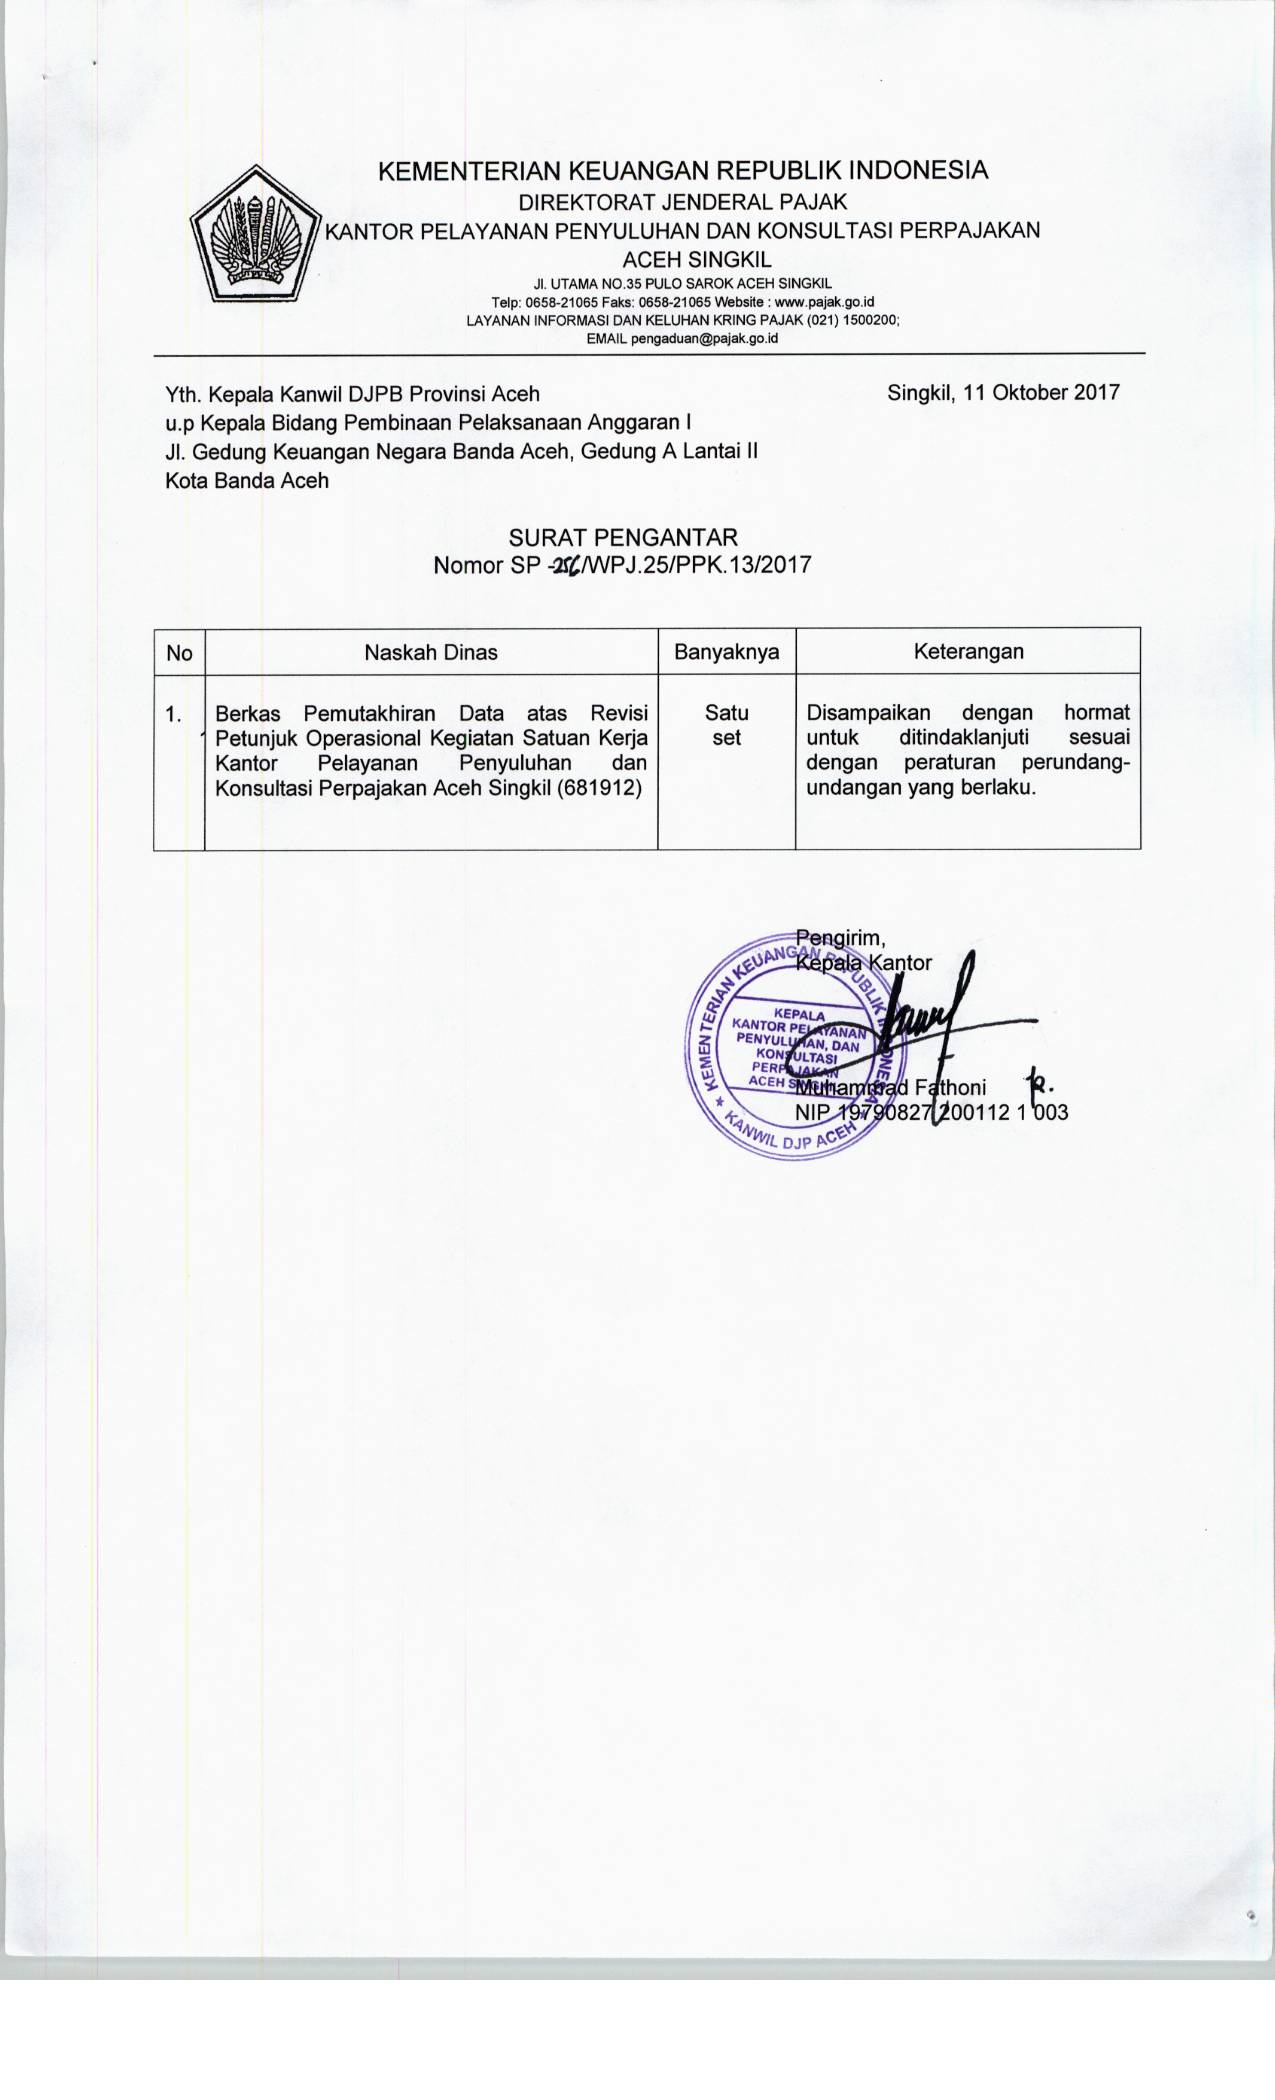 KEMENTERIAN KEUANGAN REPUBLIK INDONESIA
DIREKTORAT JENDERAL PAJAK
KANTOR PELAYANAN PENYULUHAN DAN KONSULTASI PERPAJAKAN
ACEH SINGKIL
Jl. UTAMA NO.35 PULO SAROK ACEH SINGKIL
Telp: 0658-21065 Faks: 0658-21065 Website : www.pajak.go.id
LAYANAN INFORMASI DAN KELUHAN KRING PAJAK (021) 1500200;
EMAIL pengaduan@pajak.go.id
Yth. Kepala Kanwil DJPB Provinsi Aceh
Singkil, 11 Oktober 2017
u.p Kepala Bidang Pembinaan Pelaksanaan Anggaran I
Jl. Gedung Keuangan Negara Banda Aceh, Gedung A Lantai II
Kota Banda Aceh
SURAT PENGANTAR
Nomor SP -256/WPJ.25/PPK.13/2017
No Naskah Dinas Banyaknya Keterangan
1.
Berkas Pemutakhiran Data atas Revisi
Petunjuk Operasional Kegiatan Satuan Kerja
Kantor Pelayanan Penyuluhan dan
Konsultasi Perpajakan Aceh Singkil (681912)
Satu
set
Disampaikan dengan hormat
untuk ditindaklanjuti sesuai
dengan peraturan perundang-
undangan yang berlaku.
Pengirim,
Kepala Kantor
KEMENTERIAN KEUANGAN REPUBLIK INDONESIA
KEPALA
KANTOR PELAYANAN
PENYULUHAN, DAN
KONSULTASI
PERPAJAKAN
ACEH SINGKIL
★ KANWIL DJP ACEH ★
Muhammad Fathoni
NIP 19790827 200112 1 003